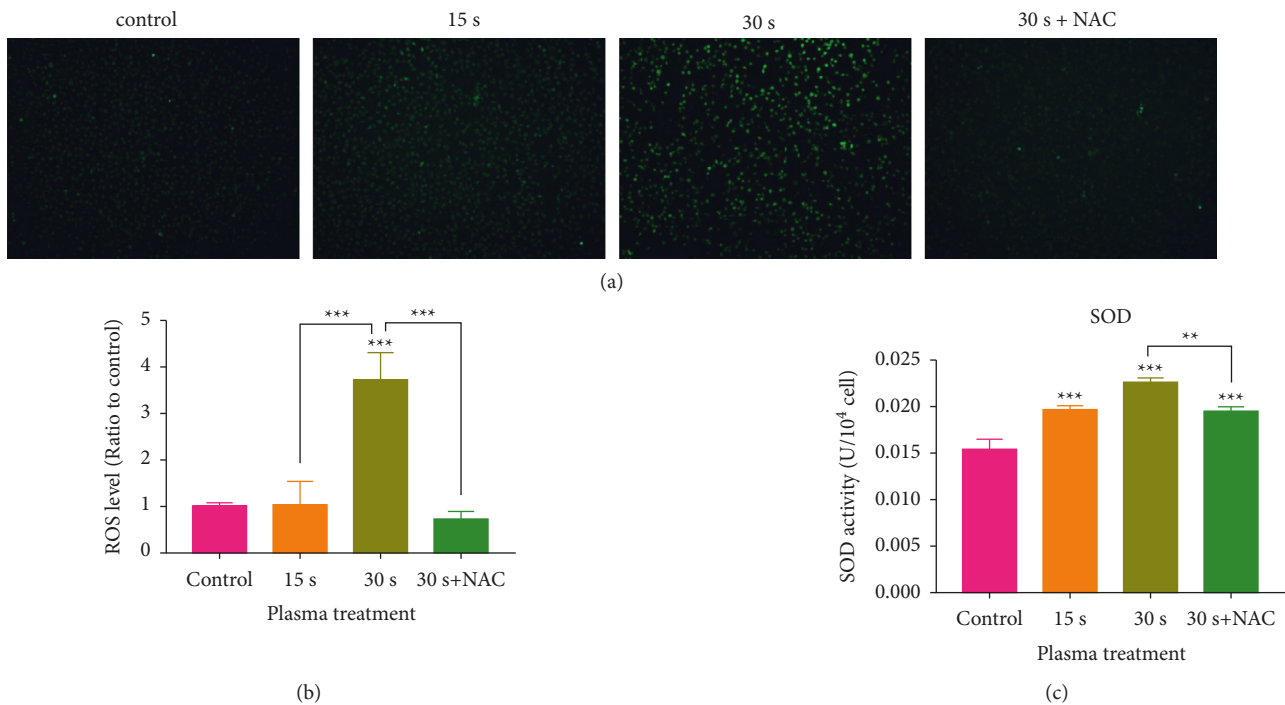 control 15 s 30 s 30 s + NAC
(a)
ROS level (Ratio to control)
5
4
3
2
1
0
***
***
***
Control 15 s 30 s 30 s+NAC
Plasma treatment
(b)
SOD
SOD activity (U/10⁴ cell)
0.025
0.020
0.015
0.010
0.005
0.000
**
***
***
***
Control 15 s 30 s 30 s+NAC
Plasma treatment
(c)